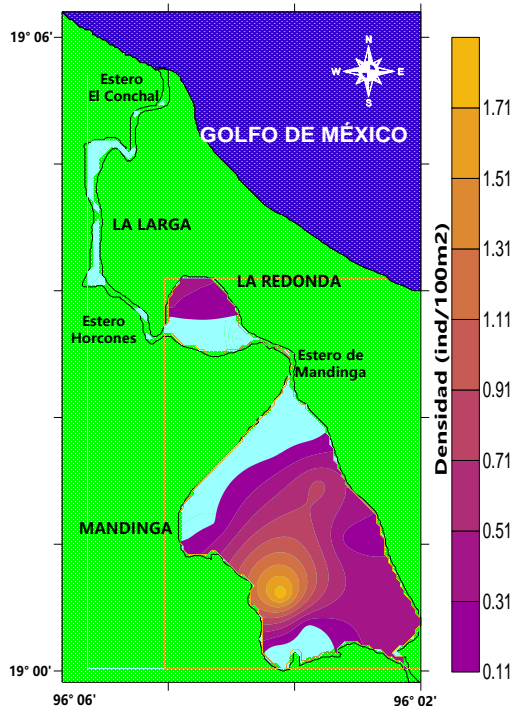 19° 06'
N
W E
S
Estero
El Conchal
GOLFO DE MÉXICO
LA LARGA
LA REDONDA
Estero
Horcones
Estero de
Mandinga
MANDINGA
19° 00'
96° 06'
96° 02'
Densidad (ind/100m2)
1.71
1.51
1.31
1.11
0.91
0.71
0.51
0.31
0.11